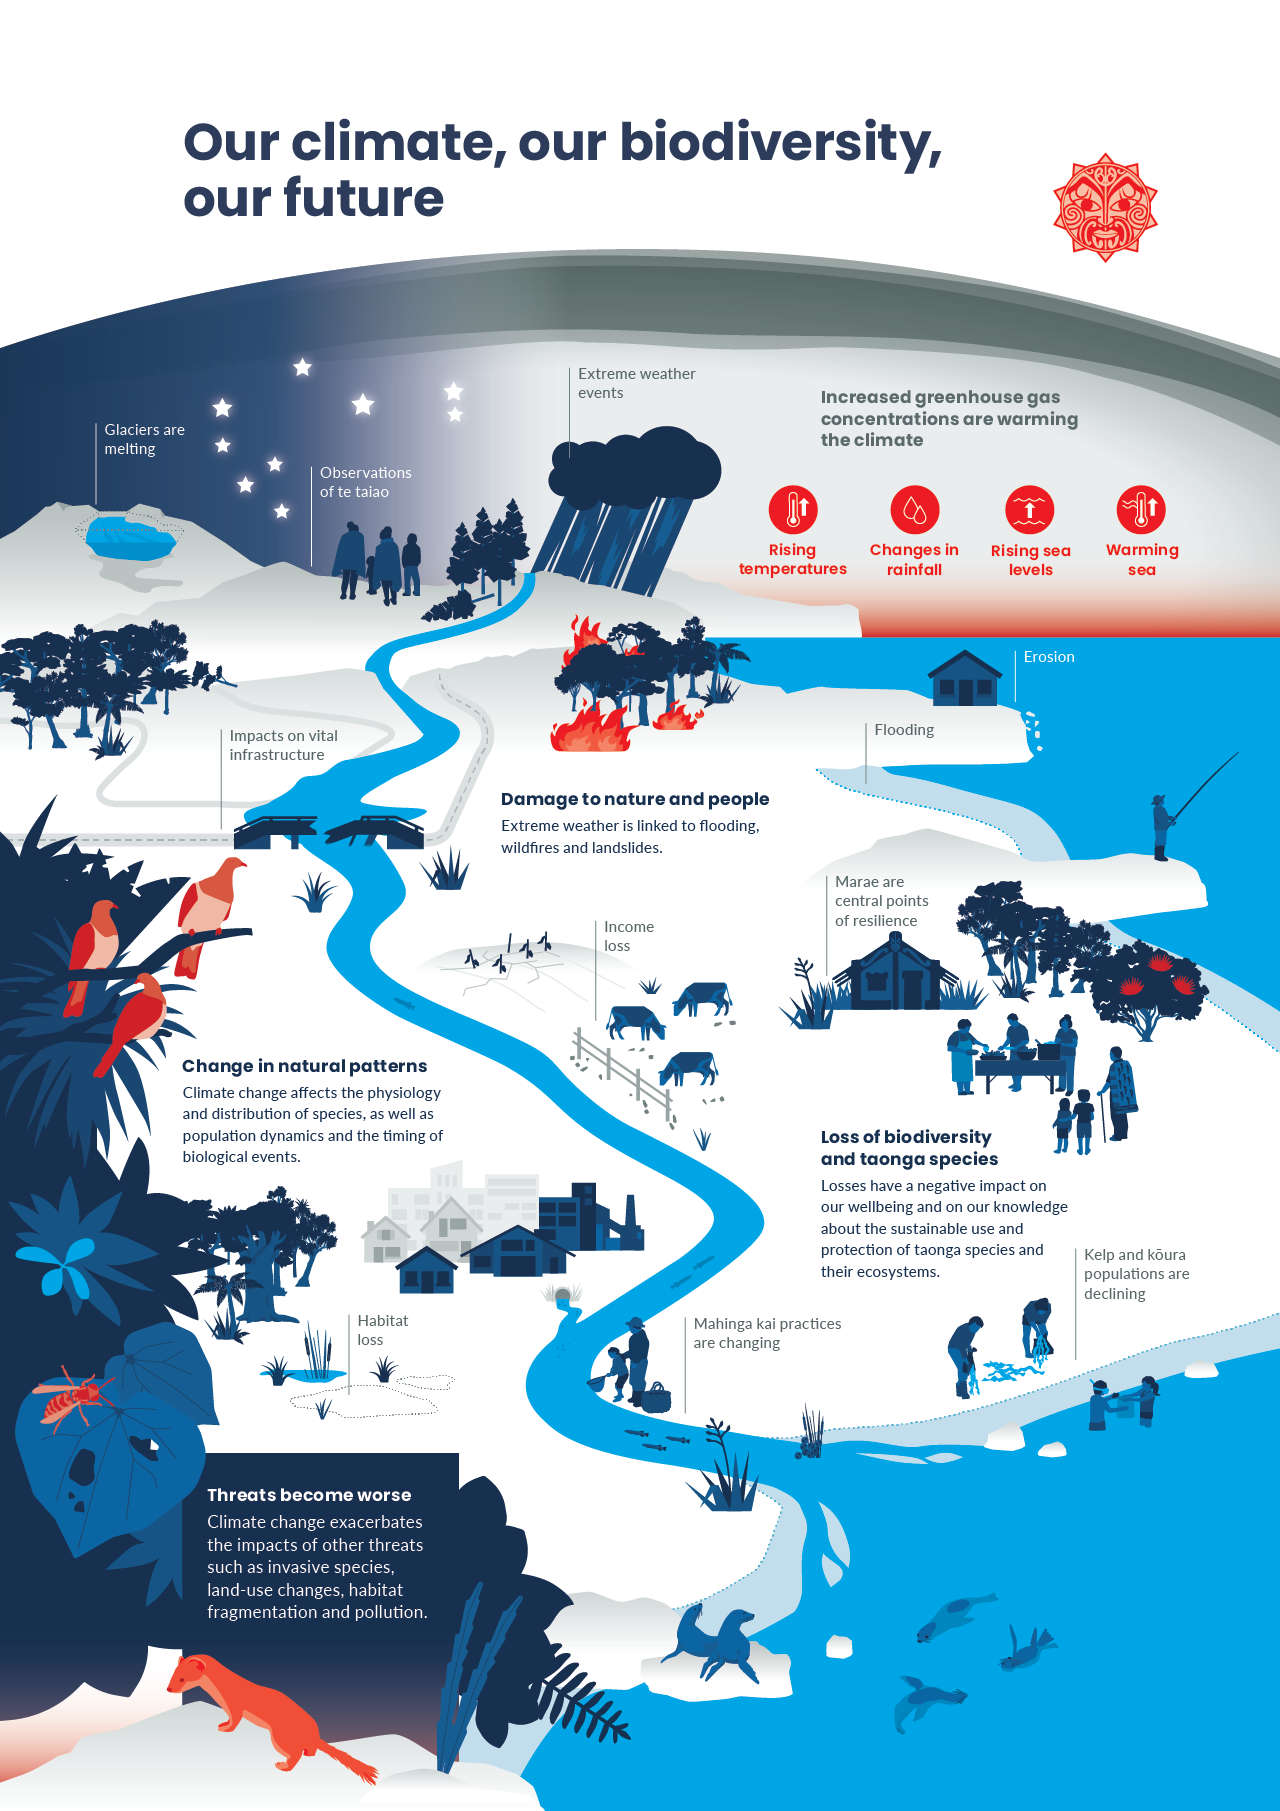 Our climate, our biodiversity,
our future
Extreme weather
events
Increased greenhouse gas
concentrations are warming
the climate
Glaciers are
melting
Observations
of te taiao
Rising
temperatures
Changes in
rainfall
Rising sea
levels
Warming
sea
Erosion
Flooding
Impacts on vital
infrastructure
Damage to nature and people
Extreme weather is linked to flooding,
wildfires and landslides.
Marae are
central points
of resilience
Income
loss
Change in natural patterns
Climate change affects the physiology
and distribution of species, as well as
population dynamics and the timing of
biological events.
Loss of biodiversity
and taonga species
Losses have a negative impact on
our wellbeing and on our knowledge
about the sustainable use and
protection of taonga species and
their ecosystems.
Kelp and kōura
populations are
declining
Habitat
loss
Mahinga kai practices
are changing
Threats become worse
Climate change exacerbates
the impacts of other threats
such as invasive species,
land-use changes, habitat
fragmentation and pollution.